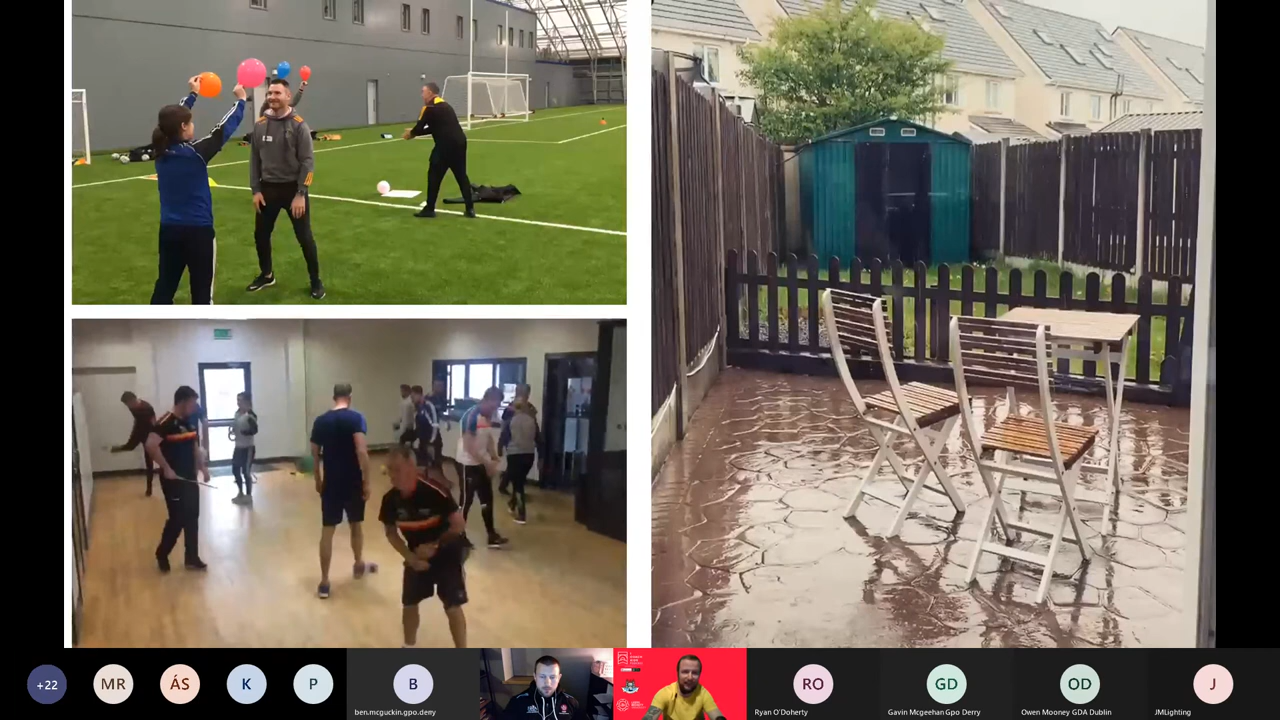 +22
MR
ÁS
K
P
B
ben.mcguckin.gpo.derry
RO
Ryan O'Doherty
GD
Gavin Mcgeehan Gpo Derry
OD
Owen Mooney GDA Dublin
J
JMLighting